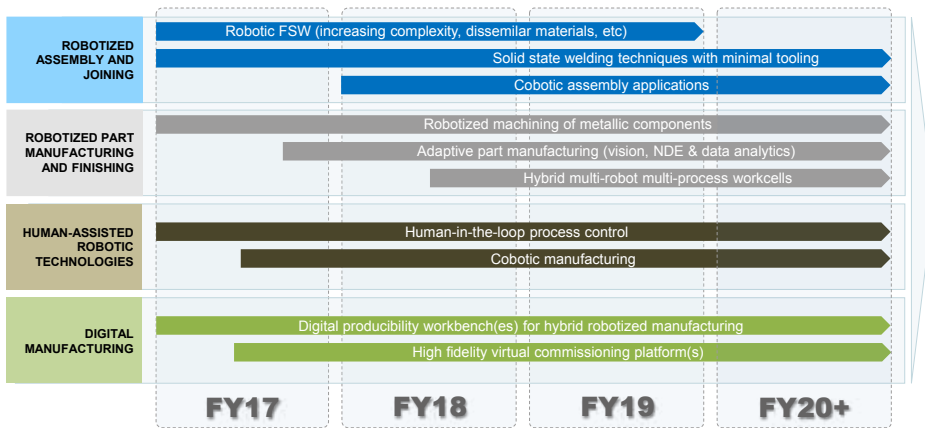 ROBOTIZED
ASSEMBLY AND
JOINING
Robotic FSW (increasing complexity, dissemilar materials, etc)
Solid state welding techniques with minimal tooling
Cobotic assembly applications
ROBOTIZED PART
MANUFACTURING
AND FINISHING
Robotized machining of metallic components
Adaptive part manufacturing (vision, NDE & data analytics)
Hybrid multi-robot multi-process workcells
HUMAN-ASSISTED
ROBOTIC
TECHNOLOGIES
Human-in-the-loop process control
Cobotic manufacturing
DIGITAL
MANUFACTURING
Digital producibility workbench(es) for hybrid robotized manufacturing
High fidelity virtual commissioning platform(s)
FY17 FY18 FY19 FY20+